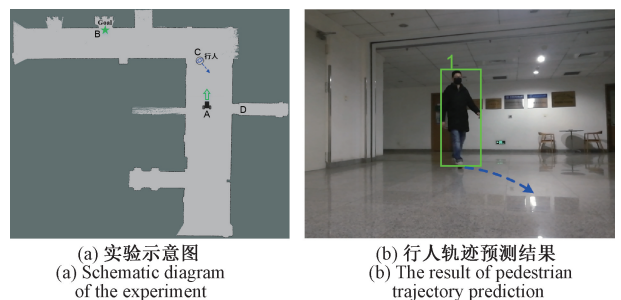 Goal
B
C
行人
A
D
1
(a) 实验示意图
(a) Schematic diagram
of the experiment
(b) 行人轨迹预测结果
(b) The result of pedestrian
trajectory prediction